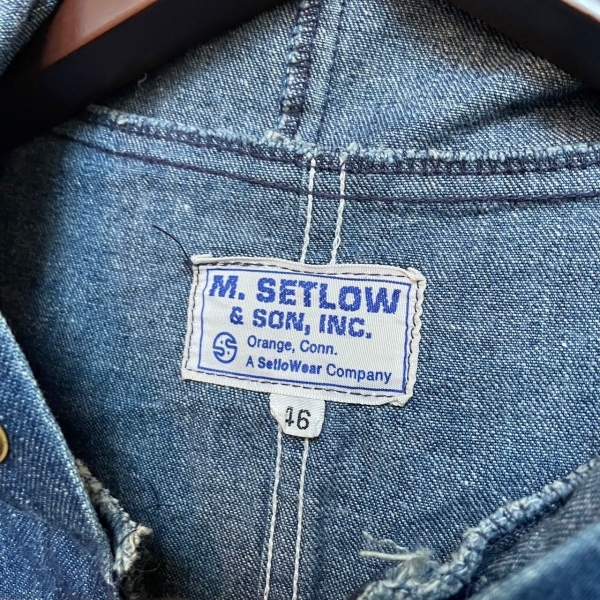 M. SETLOW
& SON, INC.
Orange, Conn.
A SetloWear Company
46